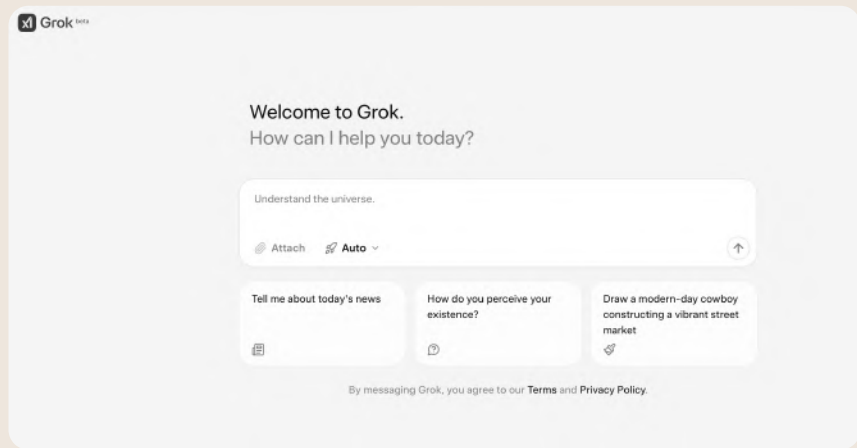 Grok beta
Welcome to Grok.
How can I help you today?
Understand the universe.
Attach Auto
Tell me about today's news
How do you perceive your
existence?
Draw a modern-day cowboy
constructing a vibrant street
market
By messaging Grok, you agree to our Terms and Privacy Policy.